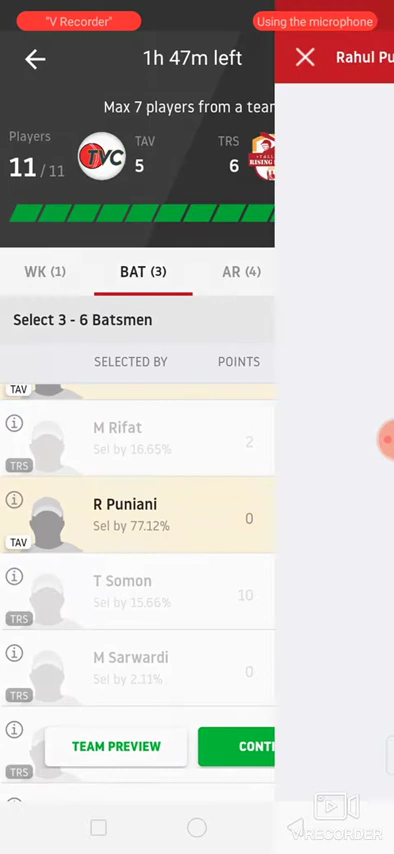 "V Recorder"
Using the microphone
1h 47m left
Rahul Pu
Max 7 players from a tean
Players
11 / 11
TVC
TAV
5
TRS
6
RISING
WK (1)
BAT (3)
AR (4)
Select 3 - 6 Batsmen
SELECTED BY
POINTS
TAV
M Rifat
Sel by 16.65%
2
TRS
R Puniani
Sel by 77.12%
0
TAV
T Somon
Sel by 15.66%
10
TRS
M Sarwardi
Sel by 2.11%
0
TRS
TEAM PREVIEW
CONTI
TRS
V RECORDER